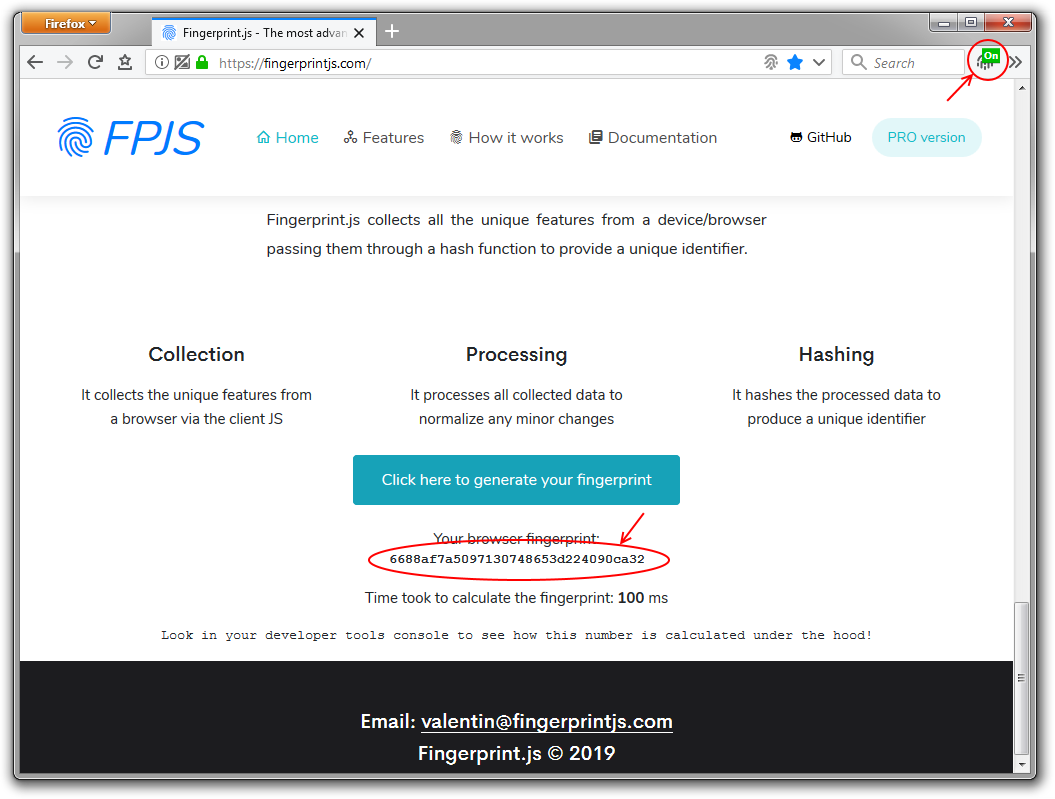 Firefox
Fingerprint.js - The most advan
https://fingerprintjs.com/
Search
On
FPJS
Home
Features
How it works
Documentation
GitHub
PRO version
Fingerprint.js collects all the unique features from a device/browser
passing them through a hash function to provide a unique identifier.
Collection
It collects the unique features from
a browser via the client JS
Processing
It processes all collected data to
normalize any minor changes
Hashing
It hashes the processed data to
produce a unique identifier
Click here to generate your fingerprint
Your browser fingerprint:
6688af7a5097130748653d224090ca32
Time took to calculate the fingerprint: 100 ms
Look in your developer tools console to see how this number is calculated under the hood!
Email: valentin@fingerprintjs.com
Fingerprint.js © 2019